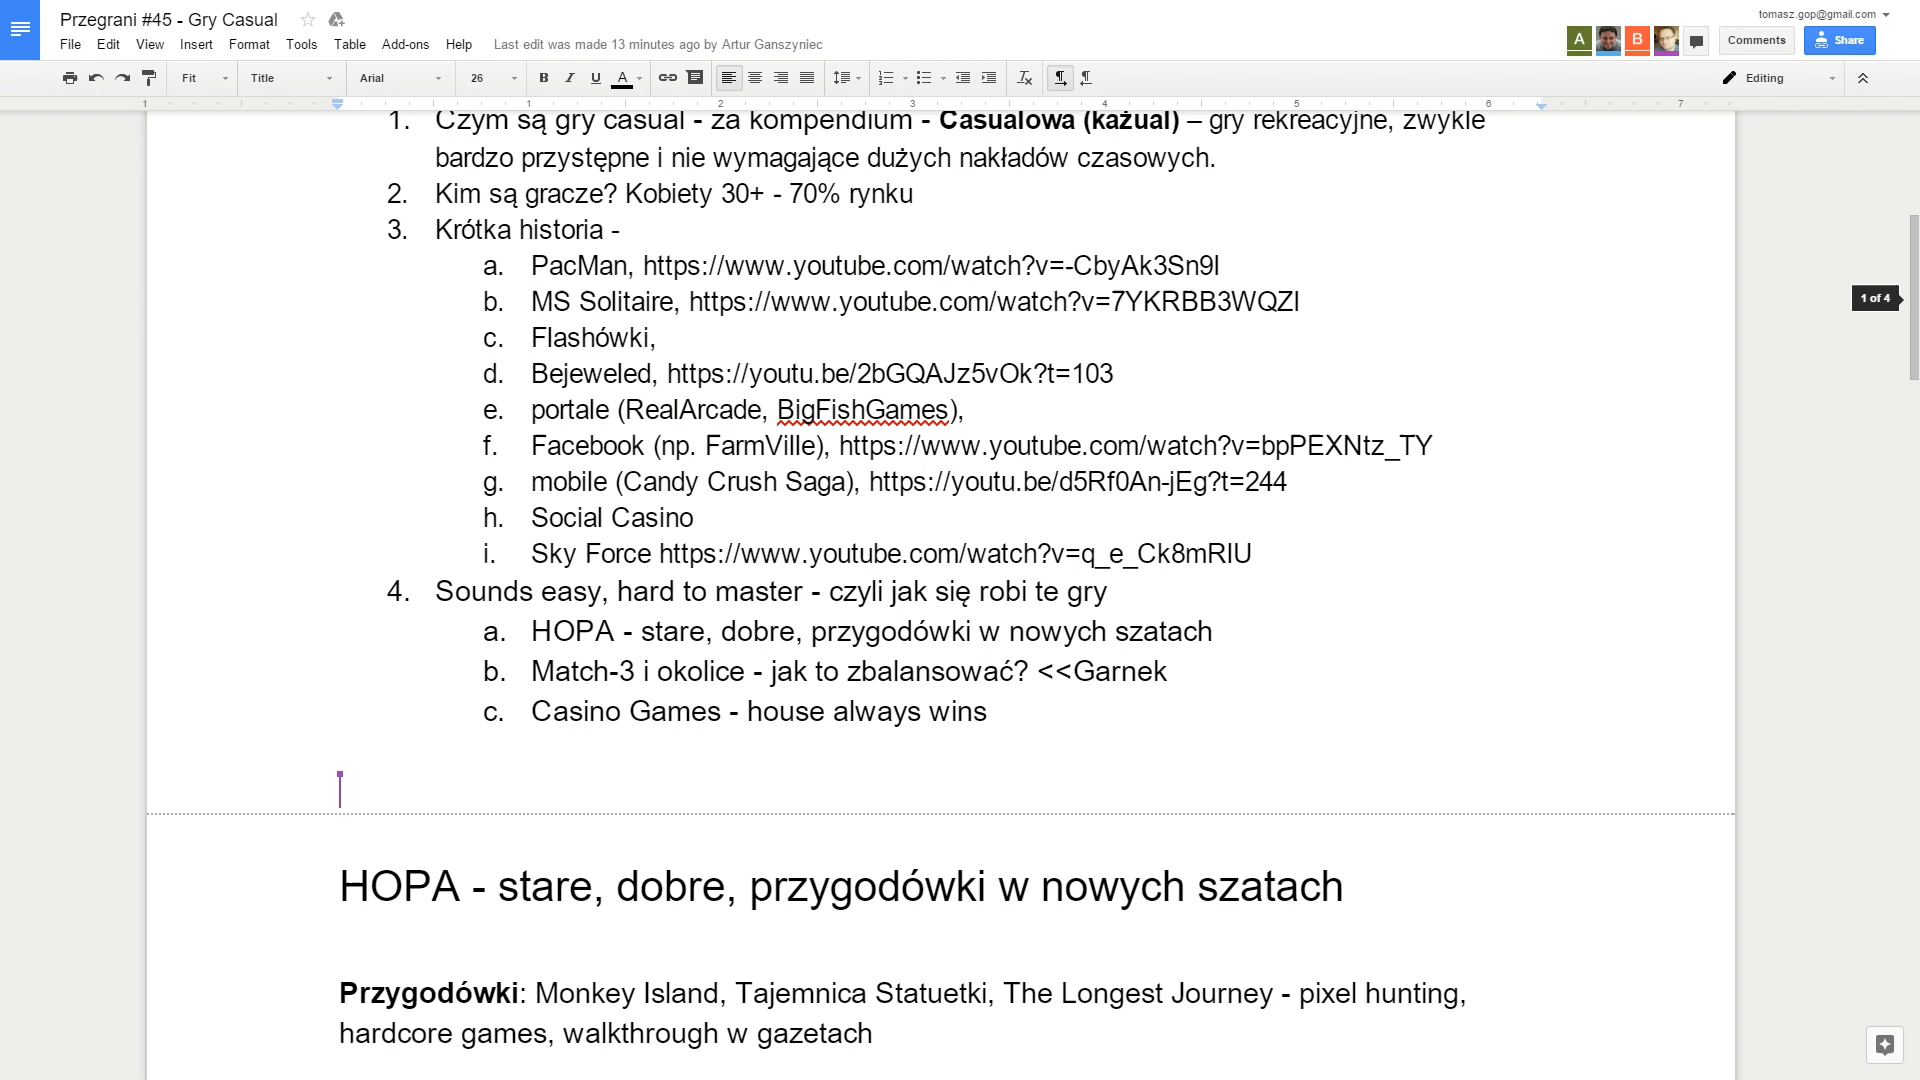 Przegrani #45 - Gry Casual
tomasz.gop@gmail.com
File Edit View Insert Format Tools Table Add-ons Help Last edit was made 13 minutes ago by Artur Ganszyniec
A B Comments Share
Fit Title Arial 26 B I U A Editing
1 1 2 3 4 5 6 7
1. Czym są gry casual - za kompendium - Casualowa (każual) – gry rekreacyjne, zwykle
bardzo przystępne i nie wymagające dużych nakładów czasowych.
2. Kim są gracze? Kobiety 30+ - 70% rynku
3. Krótka historia -
a. PacMan, https://www.youtube.com/watch?v=-CbyAk3Sn9I
b. MS Solitaire, https://www.youtube.com/watch?v=7YKRBB3WQZI
1 of 4
c. Flashówki,
d. Bejeweled, https://youtu.be/2bGQAJz5vOk?t=103
e. portale (RealArcade, BigFishGames),
f. Facebook (np. FarmVille), https://www.youtube.com/watch?v=bpPEXNtz_TY
g. mobile (Candy Crush Saga), https://youtu.be/d5Rf0An-jEg?t=244
h. Social Casino
i. Sky Force https://www.youtube.com/watch?v=q_e_Ck8mRIU
4. Sounds easy, hard to master - czyli jak się robi te gry
a. HOPA - stare, dobre, przygodówki w nowych szatach
b. Match-3 i okolice - jak to zbalansować? <<Garnek
c. Casino Games - house always wins
HOPA - stare, dobre, przygodówki w nowych szatach
Przygodówki: Monkey Island, Tajemnica Statuetki, The Longest Journey - pixel hunting,
hardcore games, walkthrough w gazetach